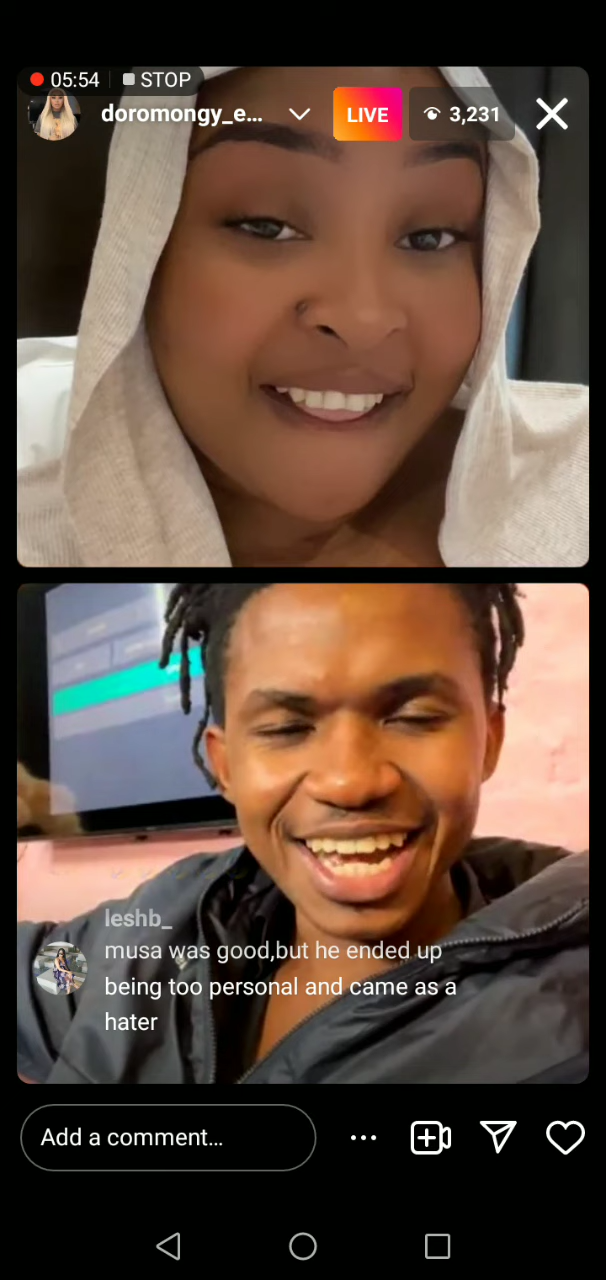 05:54 STOP
doromongy_e... LIVE 3,231
leshb_
musa was good,but he ended up
being too personal and came as a
hater
Add a comment...